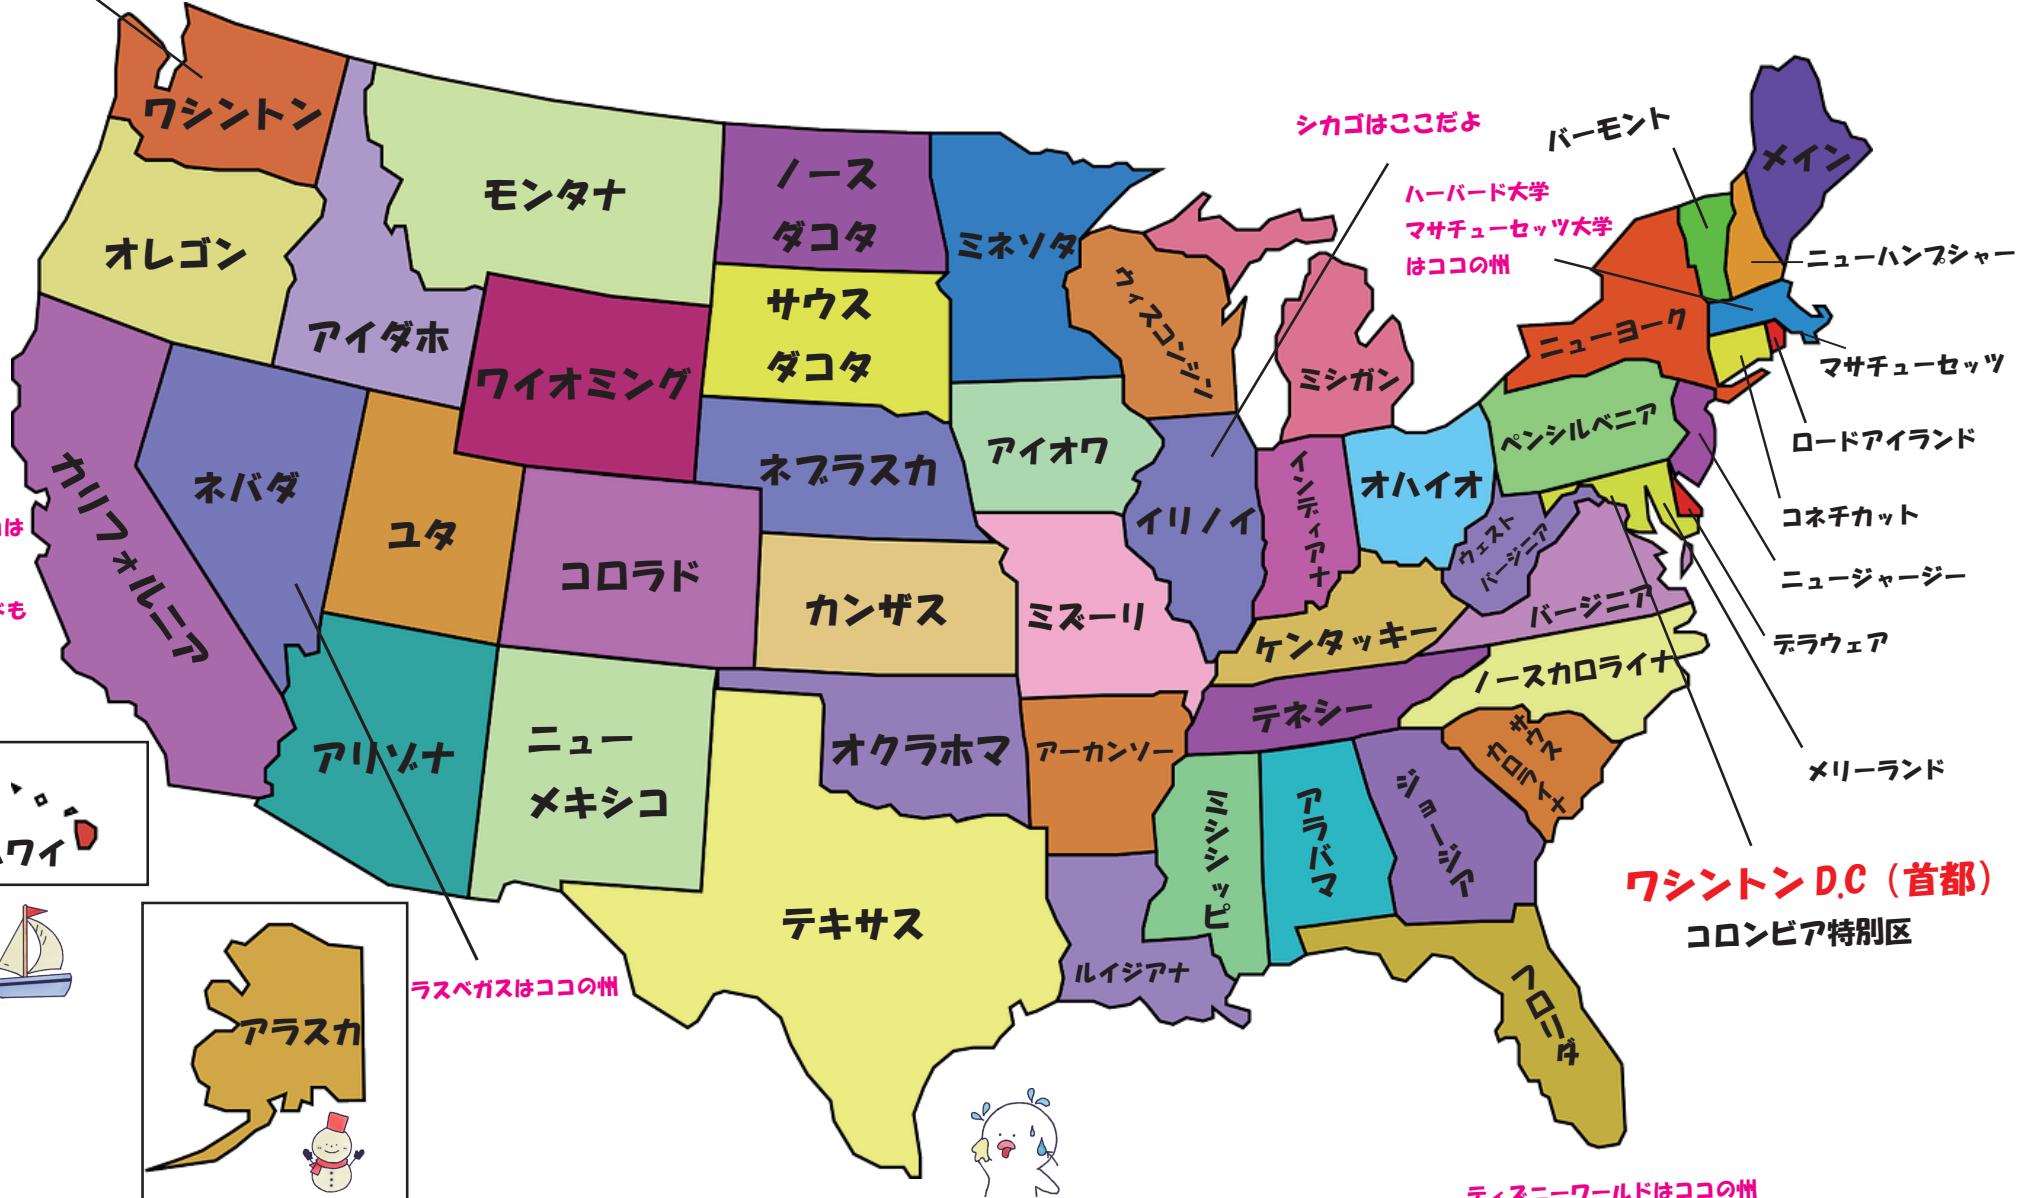 ワシントン
モンタナ
ノース
ダコタ
ミネソタ
シカゴはここだよ
バーモント
メイン
ハーバード大学
マサチューセッツ大学
はココの州
オレゴン
アイダホ
ワイオミング
サウス
ダコタ
ウィスコンシン
ミシガン
ニューヨーク
ニューハンプシャー
マサチューセッツ
ロードアイランド
コネチカット
ニュージャージー
デラウェア
メリーランド
カリフォルニア
ネバダ
ユタ
コロラド
ネブラスカ
アイオワ
イリノイ
インディアナ
オハイオ
ペンシルベニア
ウェスト
バージニア
バージニア
カンザス
ミズーリ
ケンタッキー
ノースカロライナ
テネシー
サウス
カロライナ
アリゾナ
ニュー
メキシコ
オクラホマ
アーカンソー
ミシシッピ
アラバマ
ジョージア
テキサス
ルイジアナ
フロリダ
ワシントン D.C（首都）
コロンビア特別区
は
も
ワイ
アラスカ
ラスベガスはココの州
ディズニーワールドはココの州